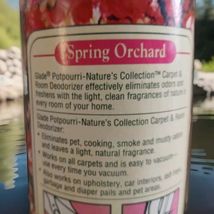 Spring Orchard
Glade® Potpourri-Nature's Collection™ Carpet &
Room Deodorizer effectively eliminates odors and
freshens with the light, clean fragrances of nature in
every room of your home.
Glade Potpourri-Nature's Collection Carpet & Room
Deodorizer:
• Eliminates pet, cooking, smoke and musty odors
and leaves a light, pleasant fragrance.
• Works on all carpets and is easy to vacuum—
use every time you vacuum.
Also works on upholstery, car interiors,
garbage and diaper pails and pet areas.